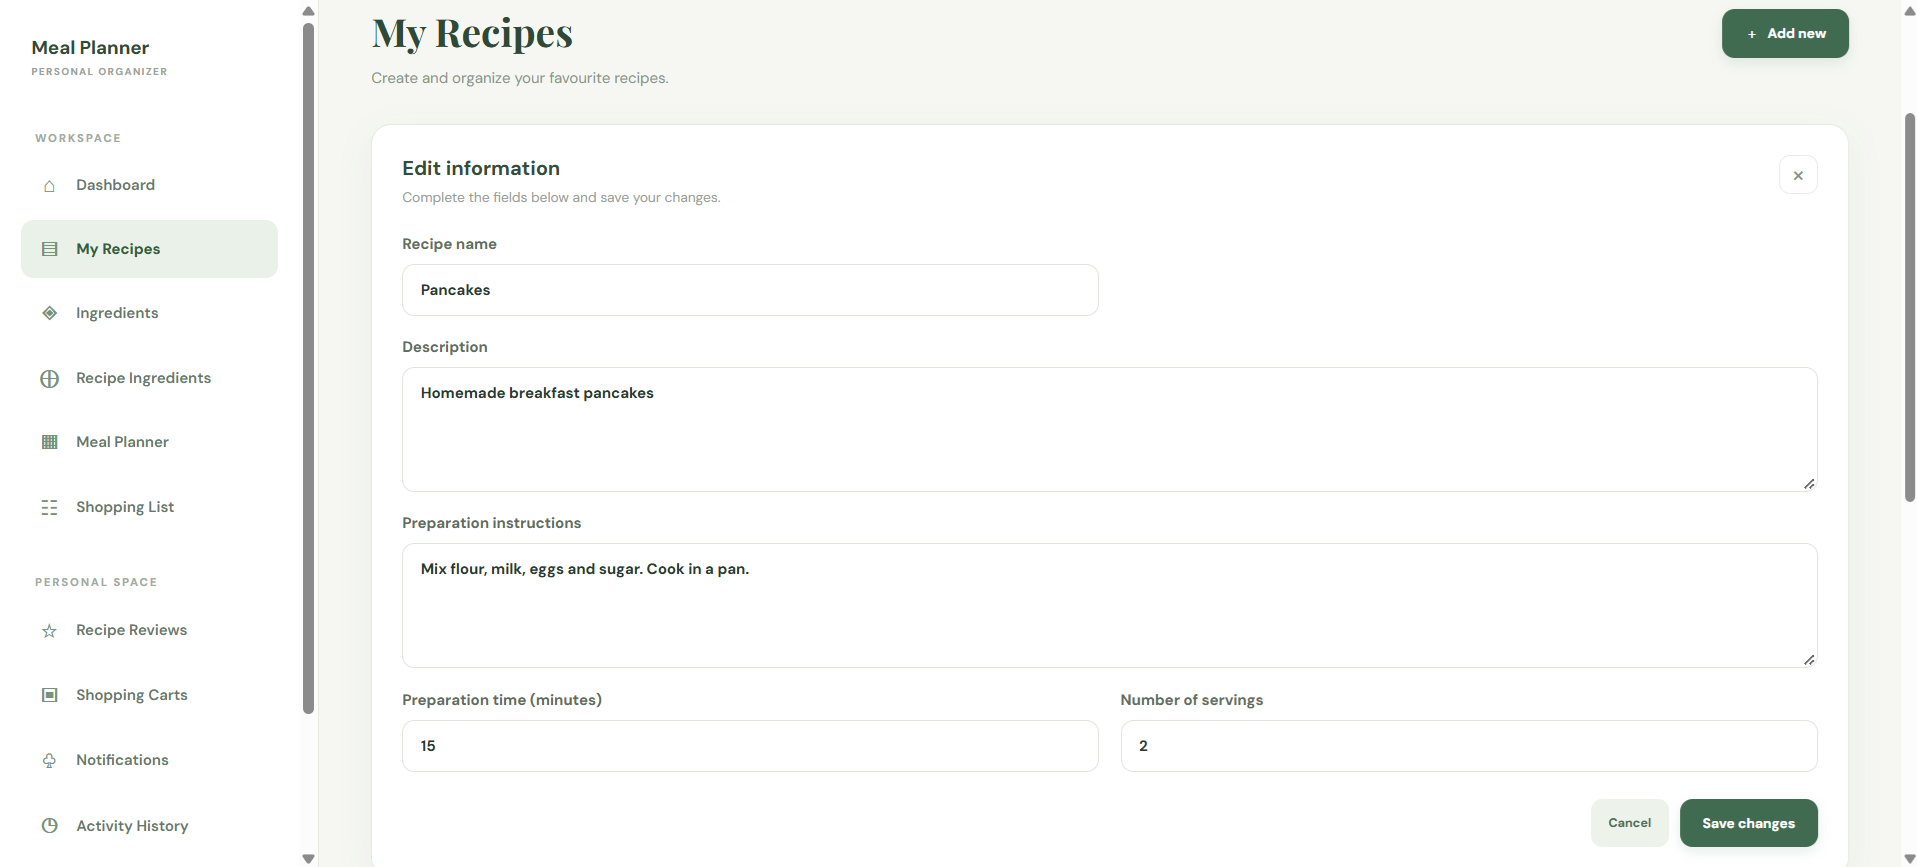 Meal Planner
PERSONAL ORGANIZER
WORKSPACE
Dashboard
My Recipes
Ingredients
Recipe Ingredients
Meal Planner
Shopping List
PERSONAL SPACE
Recipe Reviews
Shopping Carts
Notifications
Activity History
My Recipes
Create and organize your favourite recipes.
+ Add new
Edit information
Complete the fields below and save your changes.
Recipe name
Pancakes
Description
Homemade breakfast pancakes
Preparation instructions
Mix flour, milk, eggs and sugar. Cook in a pan.
Preparation time (minutes)
15
Number of servings
2
Cancel
Save changes